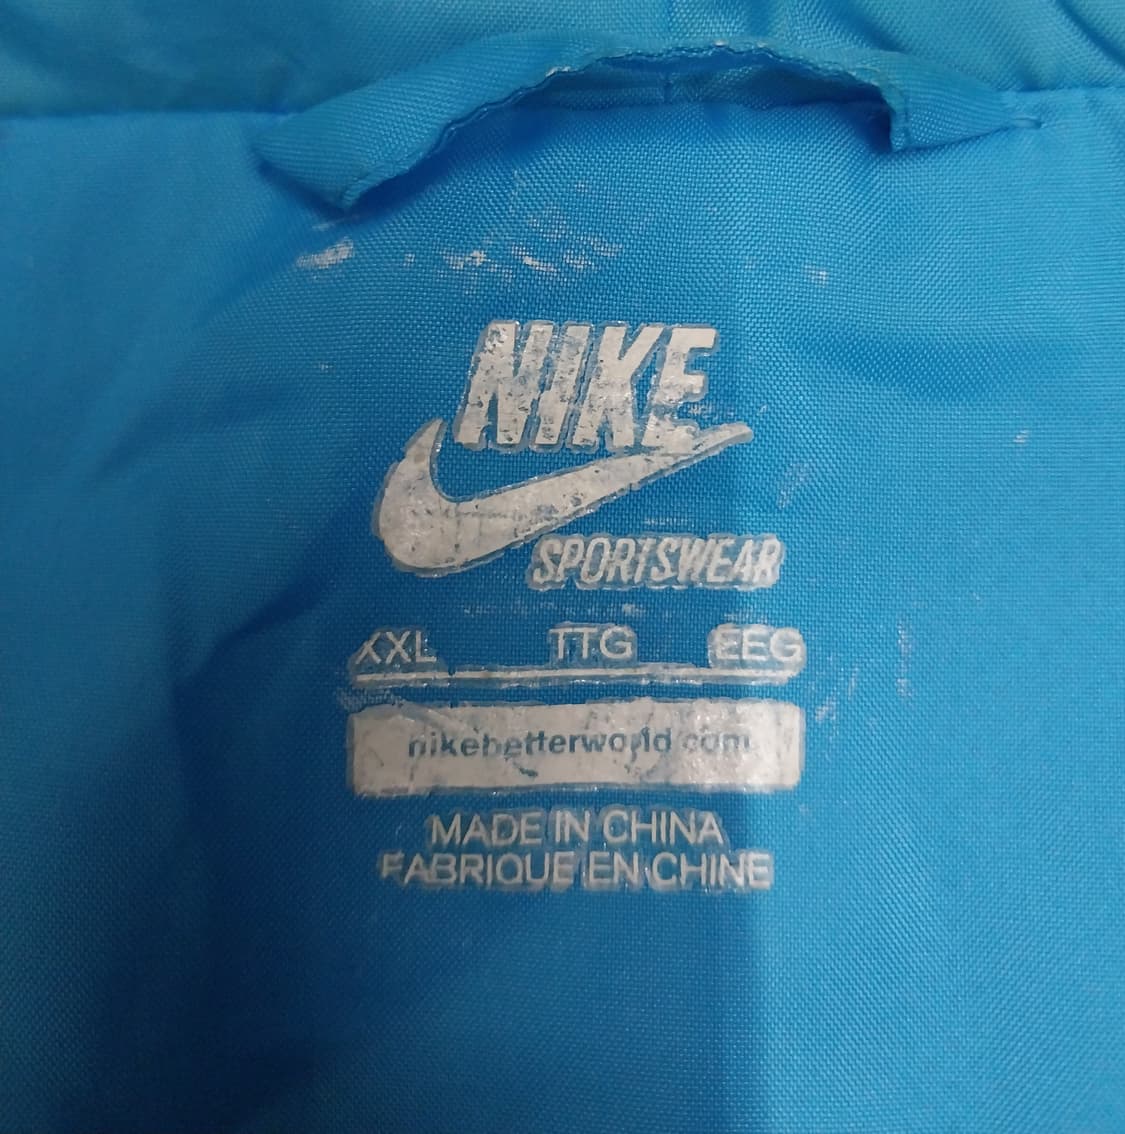 NIKE
SPORTSWEAR
XXL TTG EEG
nikebetterworld.com
MADE IN CHINA
FABRIQUE EN CHINE